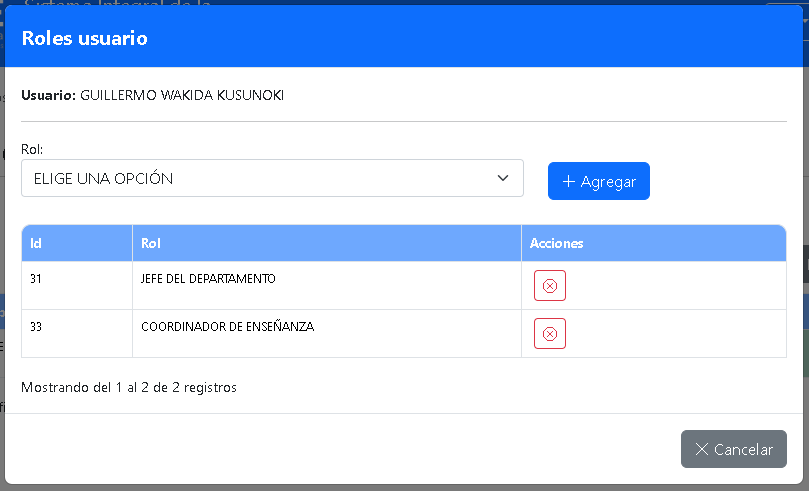 Sistema Integral de la
Roles usuario
Usuario: GUILLERMO WAKIDA KUSUNOKI
Rol:
ELIGE UNA OPCIÓN
Agregar
Id Rol Acciones
31 JEFE DEL DEPARTAMENTO
33 COORDINADOR DE ENSEÑANZA
Mostrando del 1 al 2 de 2 registros
Cancelar